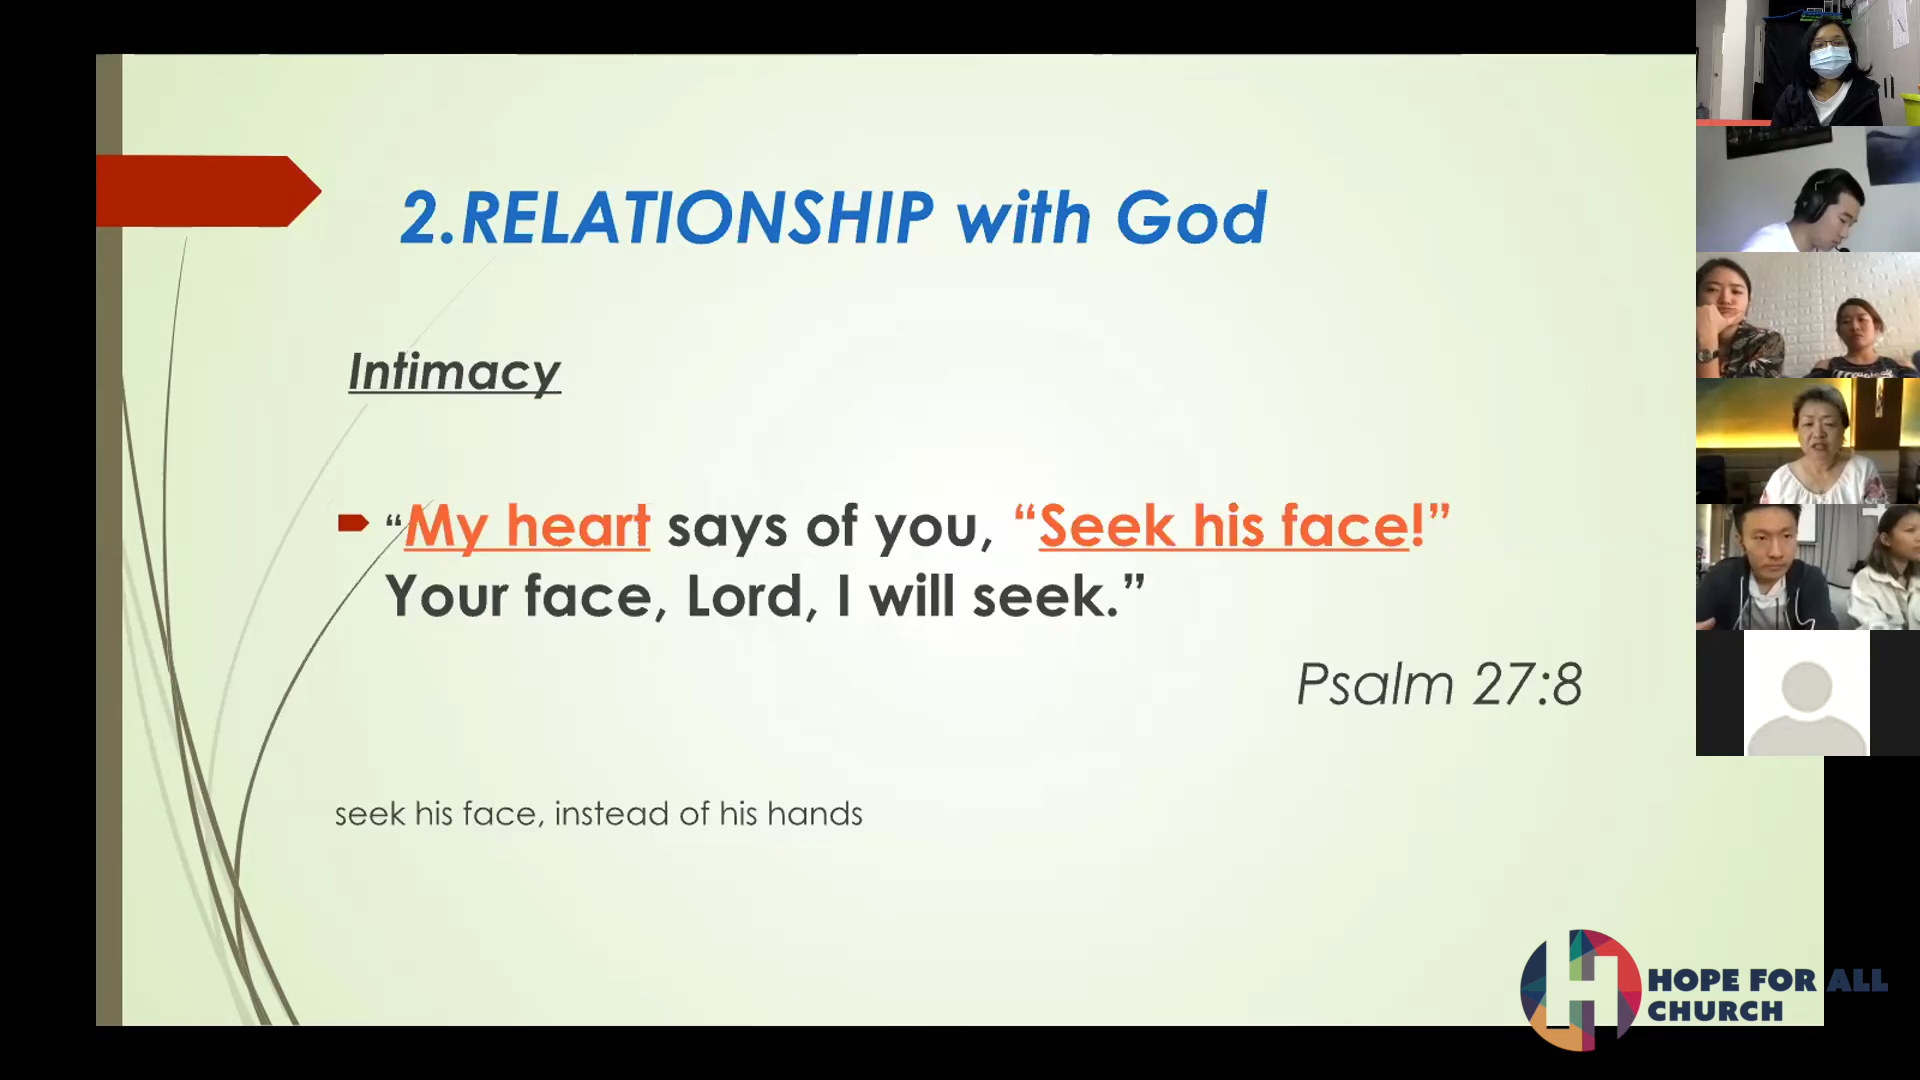 2.RELATIONSHIP with God
Intimacy
“My heart says of you, “Seek his face!”
Your face, Lord, I will seek.”
Psalm 27:8
seek his face, instead of his hands
HOPE FOR ALL
CHURCH